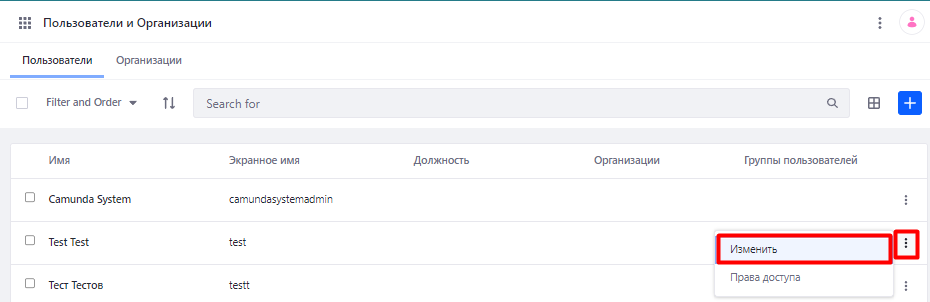 Пользователи и Организации
Пользователи Организации
Filter and Order Search for
Имя Экранное имя Должность Организации Группы пользователей
Camunda System camundasystemadmin
Test Test test
Изменить
Права доступа
Тест Тестов testt